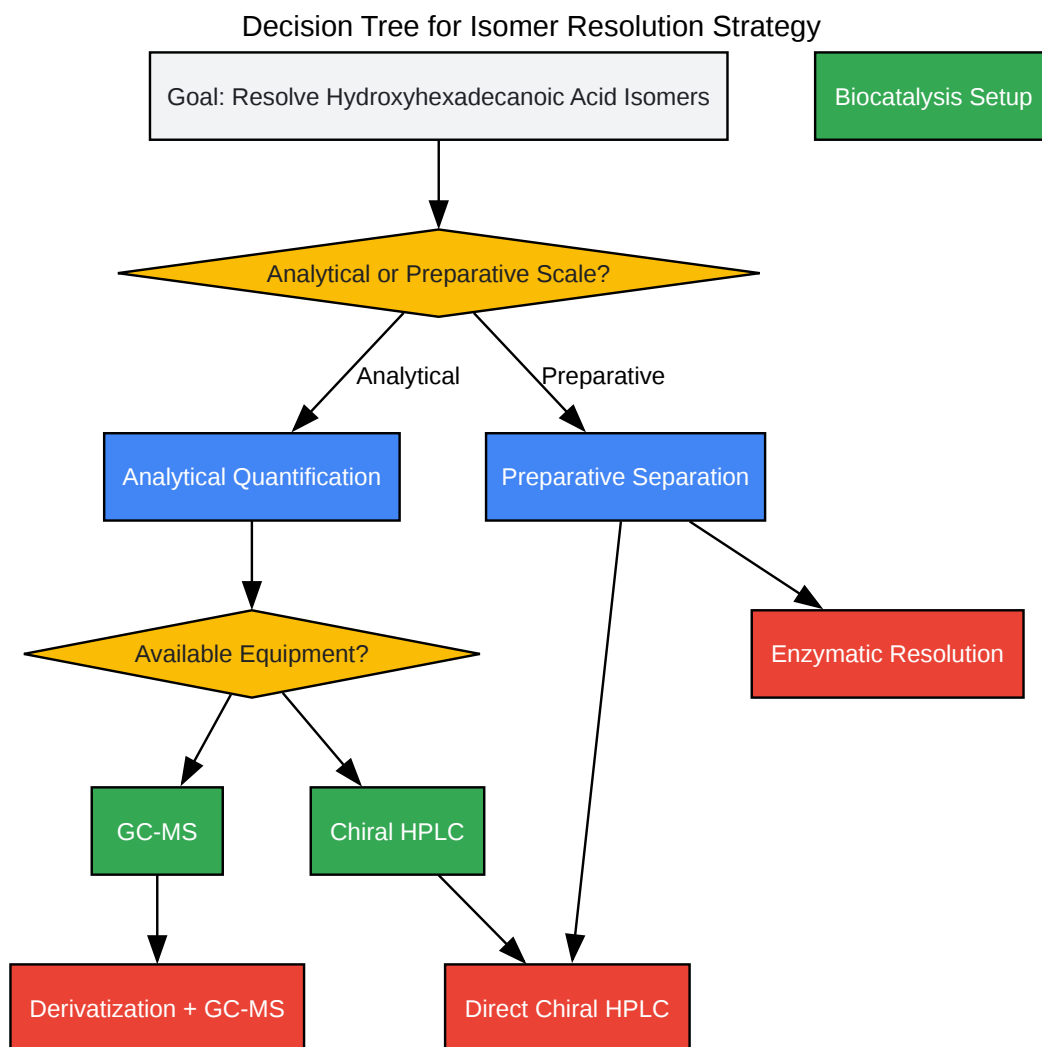 Decision Tree for Isomer Resolution Strategy
Goal: Resolve Hydroxyhexadecanoic Acid Isomers
Biocatalysis Setup
Analytical or Preparative Scale?
Analytical
Preparative
Analytical Quantification
Preparative Separation
Available Equipment?
Enzymatic Resolution
GC-MS
Chiral HPLC
Derivatization + GC-MS
Direct Chiral HPLC